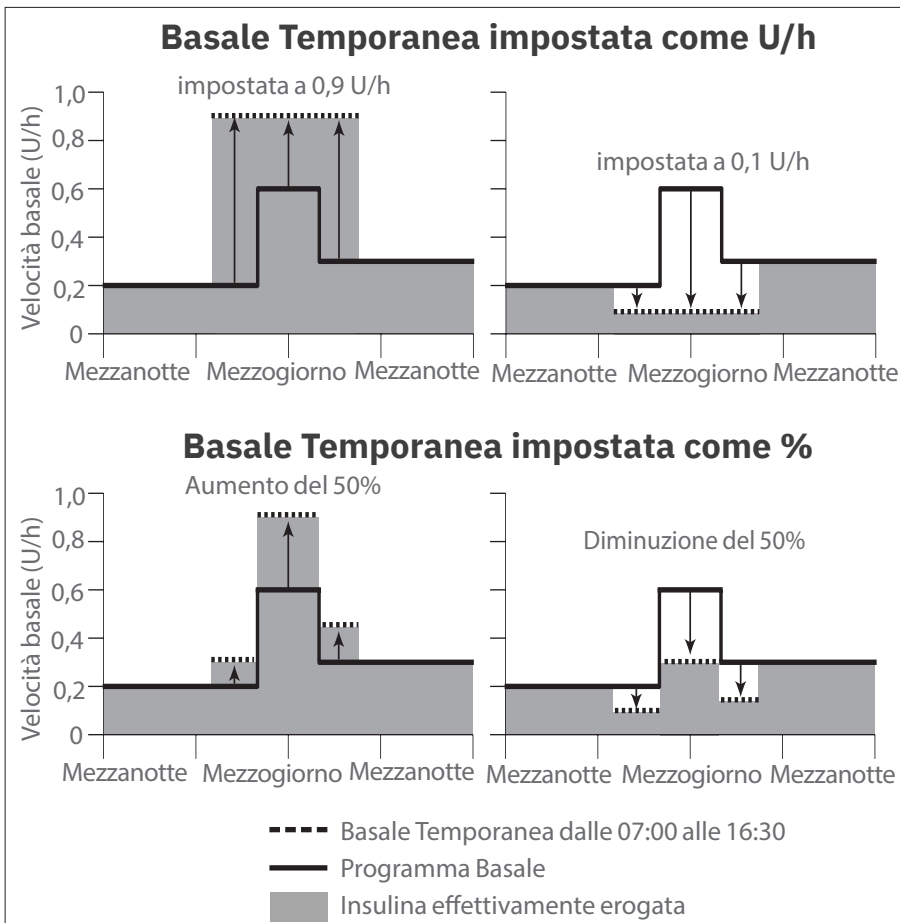 Basale Temporanea impostata come U/h
impostata a 0,9 U/h
impostata a 0,1 U/h
Velocità basale (U/h)
1,0
0,8
0,6
0,4
0,2
0
Mezzanotte Mezzogiorno Mezzanotte
Mezzanotte Mezzogiorno Mezzanotte
Basale Temporanea impostata come %
Aumento del 50%
Diminuzione del 50%
Velocità basale (U/h)
1,0
0,8
0,6
0,4
0,2
0
Mezzanotte Mezzogiorno Mezzanotte
Mezzanotte Mezzogiorno Mezzanotte
Basale Temporanea dalle 07:00 alle 16:30
Programma Basale
Insulina effettivamente erogata